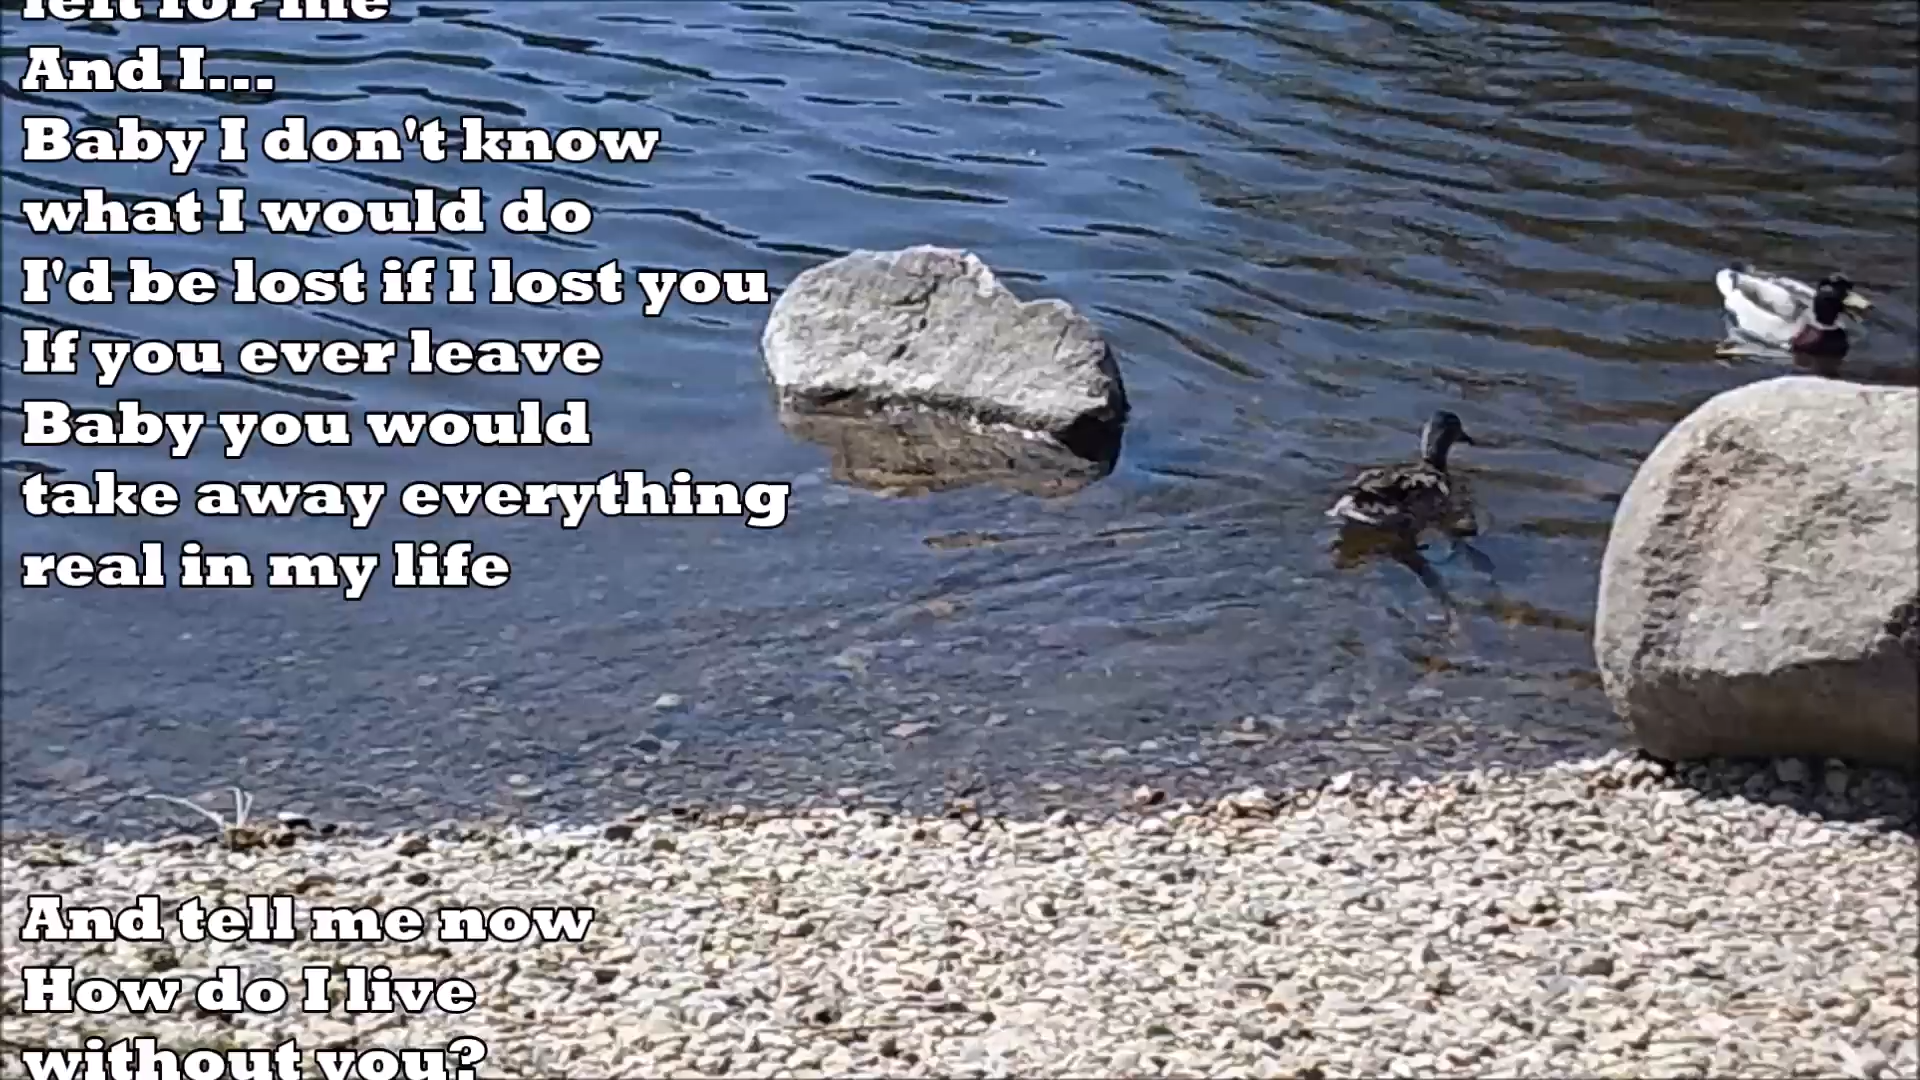 left for me
And I...
Baby I don't know
what I would do
I'd be lost if I lost you
If you ever leave
Baby you would
take away everything
real in my life
And tell me now
How do I live
without you?